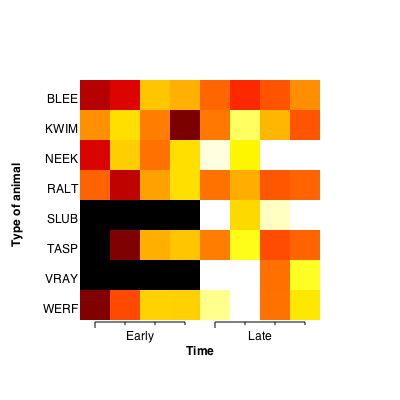 BLEE
KWIM
NEEK
RALT
SLUB
TASP
VRAY
WERF
Type of animal
Early Late
Time